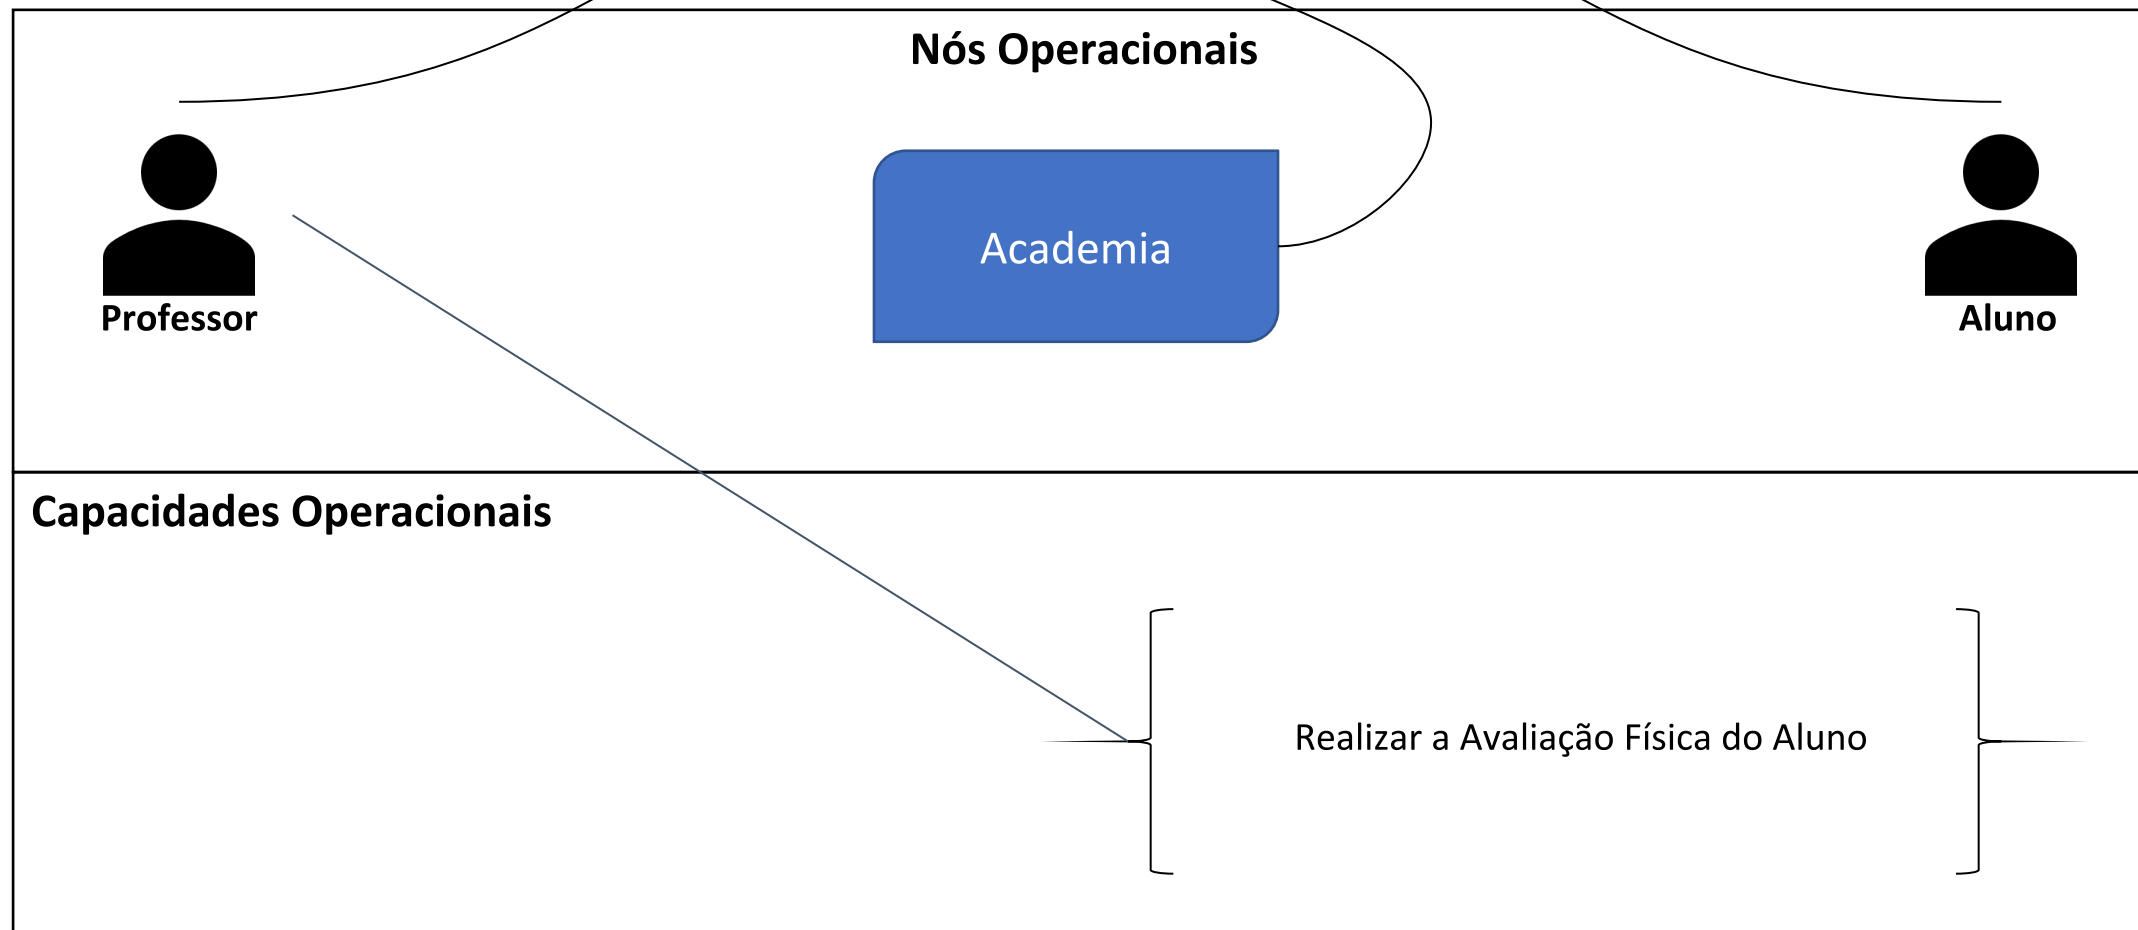 Nós Operacionais
Academia
Professor
Aluno
Capacidades Operacionais
Realizar a Avaliação Física do Aluno